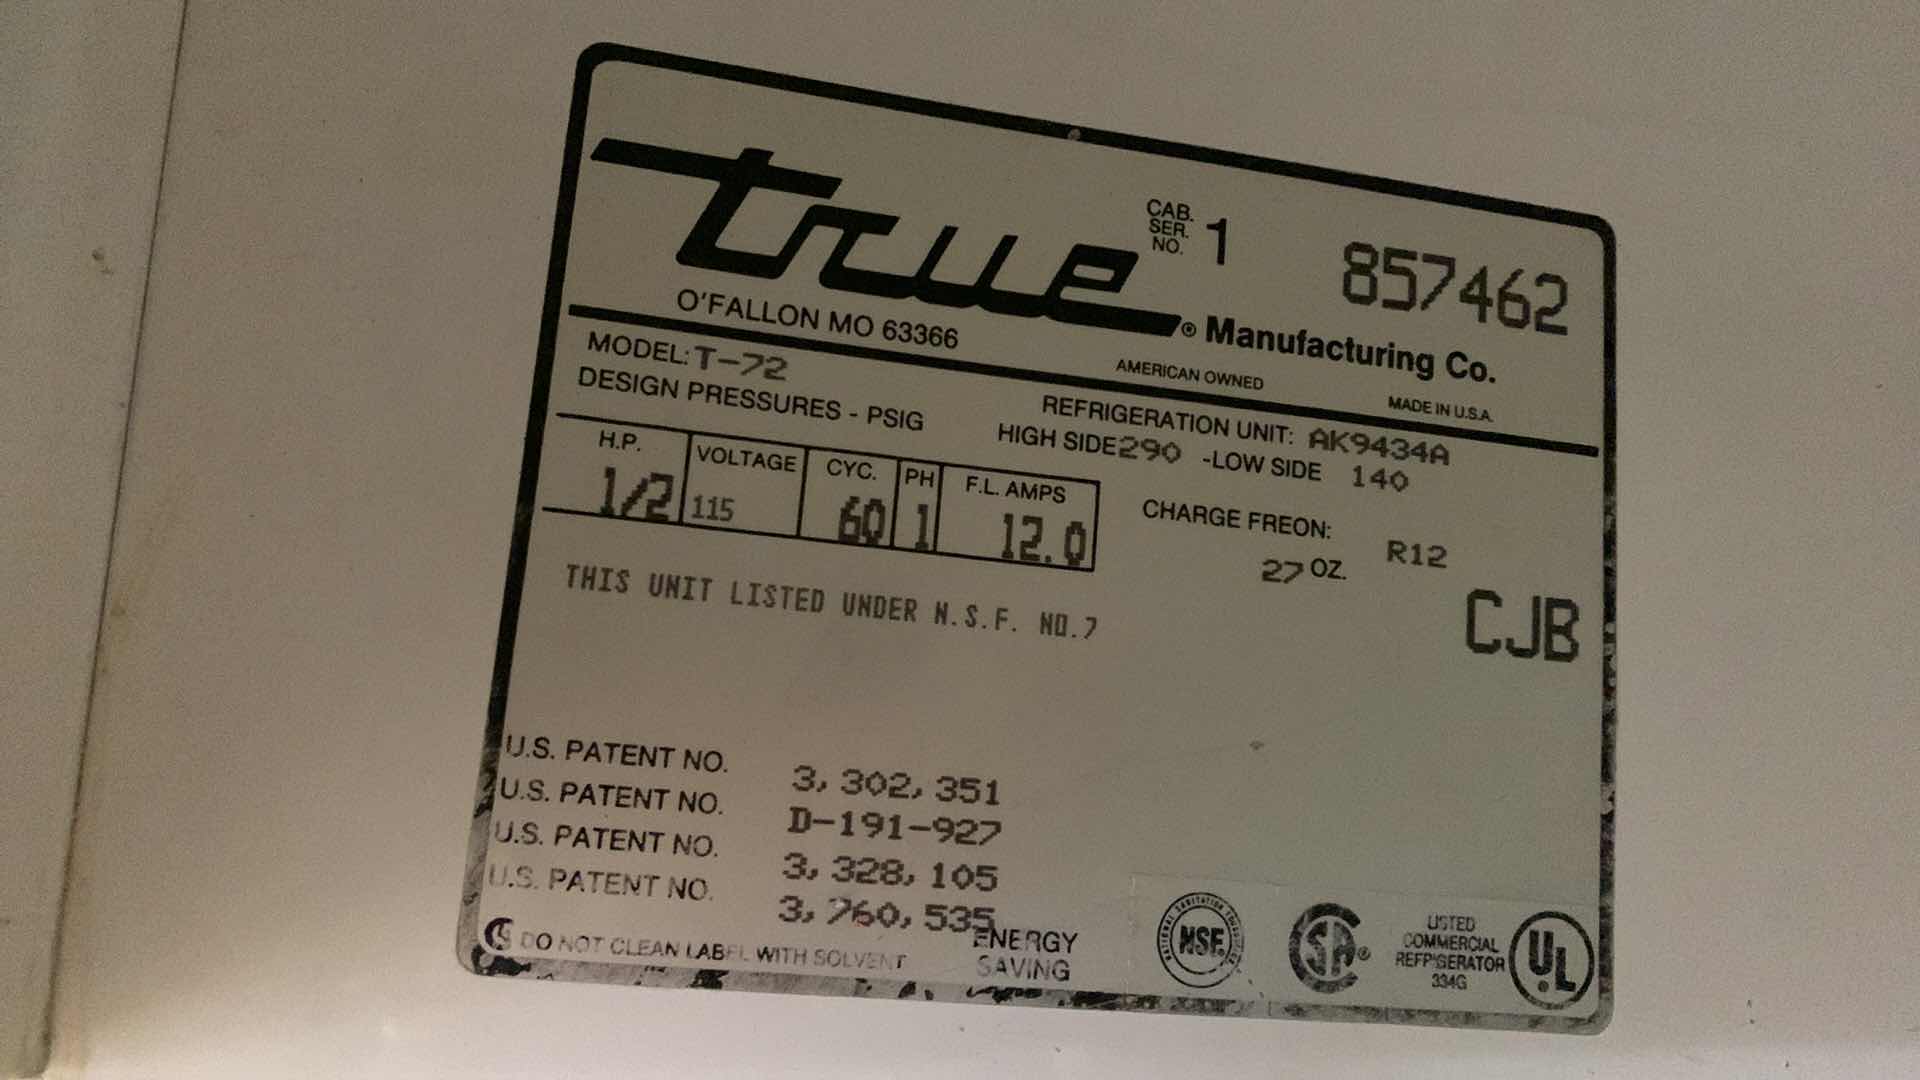 true® Manufacturing Co.
CAB. SER. NO. 1 857462
O'FALLON MO 63366
AMERICAN OWNED
MADE IN U.S.A.
MODEL: T-72
REFRIGERATION UNIT: AK9434A
DESIGN PRESSURES - PSIG HIGH SIDE 290 -LOW SIDE 140
H.P. VOLTAGE CYC. PH F.L. AMPS
1/2 115 60 1 12.0
CHARGE FREON: R12
27 OZ.
CJB
THIS UNIT LISTED UNDER N.S.F. NO.7
U.S. PATENT NO. 3,302,351
U.S. PATENT NO. D-191-927
U.S. PATENT NO. 3,328,105
U.S. PATENT NO. 3,760,535
DO NOT CLEAN LABEL WITH SOLVENT
ENERGY
SAVING
NSF
SA®
LISTED
COMMERCIAL
REFRIGERATOR
334G
UL